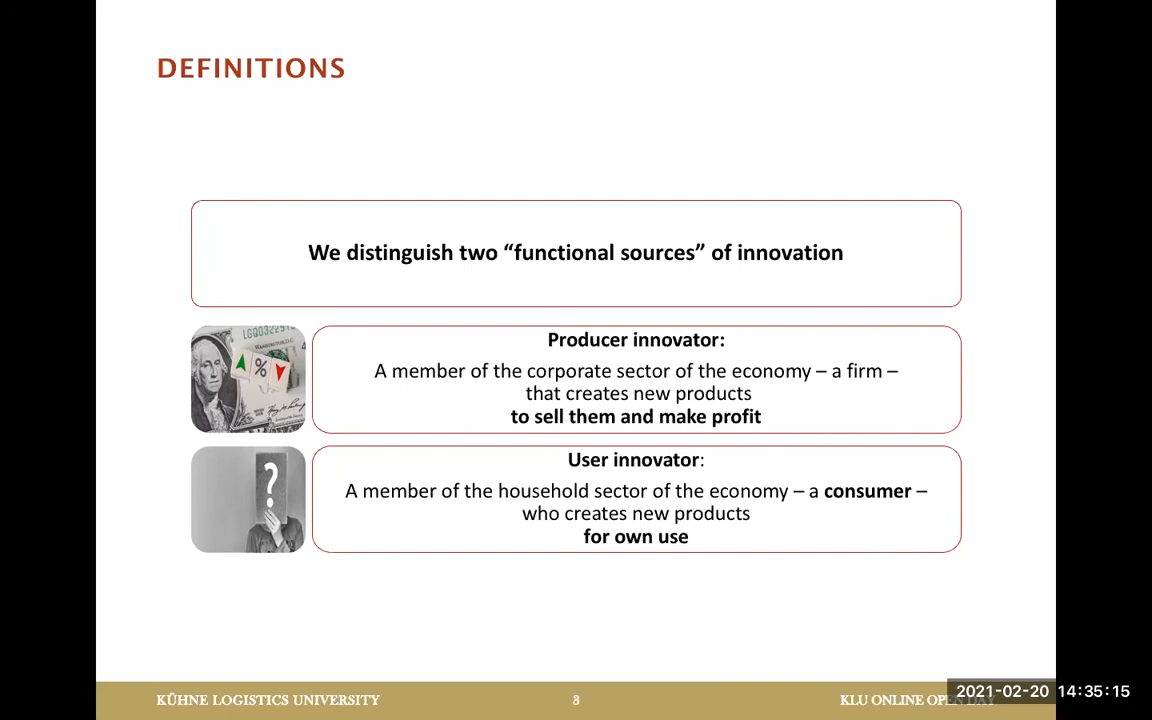 DEFINITIONS
We distinguish two “functional sources” of innovation
Producer innovator:
A member of the corporate sector of the economy – a firm –
that creates new products
to sell them and make profit
User innovator:
A member of the household sector of the economy – a consumer –
who creates new products
for own use
%
?
KÜHNE LOGISTICS UNIVERSITY
3
KLU ONLINE OPEN DAY
2021-02-20 14:35:15